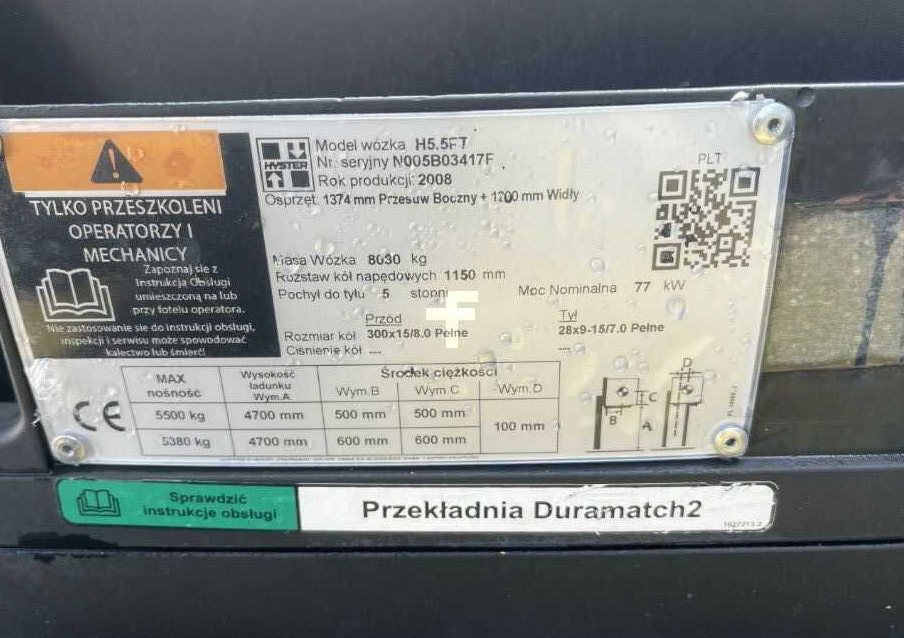 TYLKO PRZESZKOLENI
OPERATORZY I
MECHANICY
Zapoznaj się z
Instrukcja Obsługi
umieszczoną na lub
przy fotelu operatora.
Nie zastosowanie sie do instrukcji obsługi,
inspekcji i serwisu może spowodować
kalectwo lub śmierć!
HYSTER
Model wózka H5.5FT
Nr. seryjny N005B03417F
Rok produkcji 2008
Osprzęt 1374 mm Przesuw Boczny + 1200 mm Widły
PLT
Masa Wózka 8030 kg
Rozstaw kół napędowych 1150 mm
Pochył do tyłu 5 stopni
Moc Nominalna 77 kW
Przód Tył
Rozmiar kół 300x15/8.0 Pełne 28x9-15/7.0 Pełne
Ciśnienie kół --- ---
CE
MAX nośność Wysokość ładunku Wym.A Środek ciężkości
Wym.B Wym.C Wym.D
5500 kg 4700 mm 500 mm 500 mm 100 mm
5380 kg 4700 mm 600 mm 600 mm
D
C
B A
Sprawdzić
instrukcje obsługi
Przekładnia Duramatch2